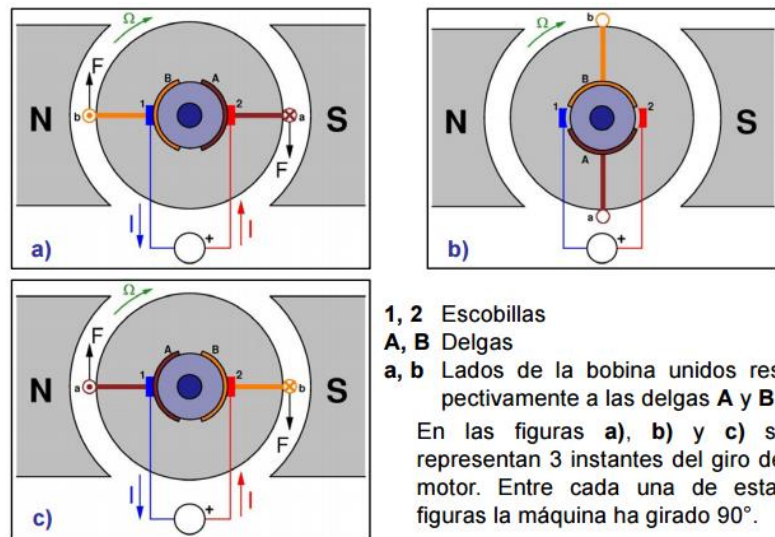 Ω
F
B
A
N
b
1
2
a
S
F
I
+
I
a)
Ω
b
B
N
1
2
S
A
a
+
b)
Ω
F
A
B
N
a
1
2
b
S
F
I
+
I
c)
1, 2 Escobillas
A, B Delgas
a, b Lados de la bobina unidos res
pectivamente a las delgas A y B
En las figuras a), b) y c) s
representan 3 instantes del giro de
motor. Entre cada una de esta
figuras la máquina ha girado 90°.